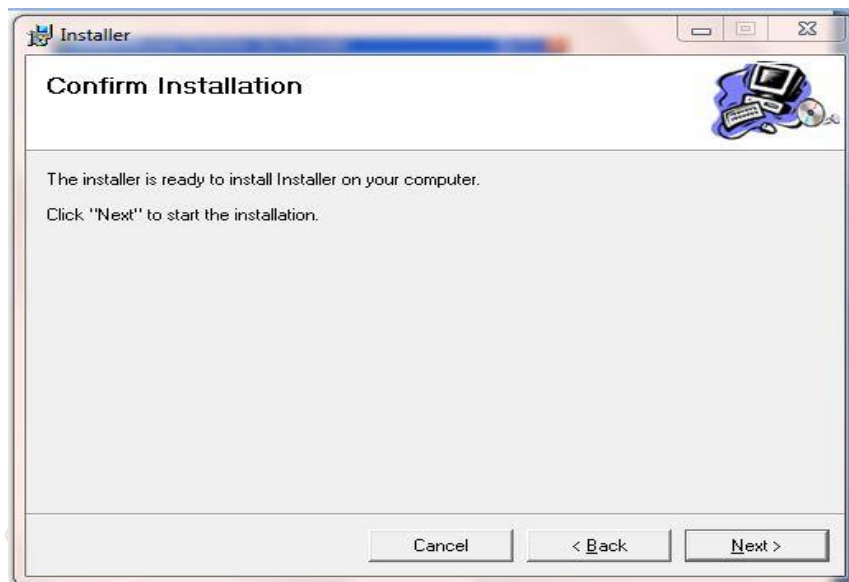 Installer
Confirm Installation
The installer is ready to install Installer on your computer.
Click "Next" to start the installation.
Cancel
< Back
Next >